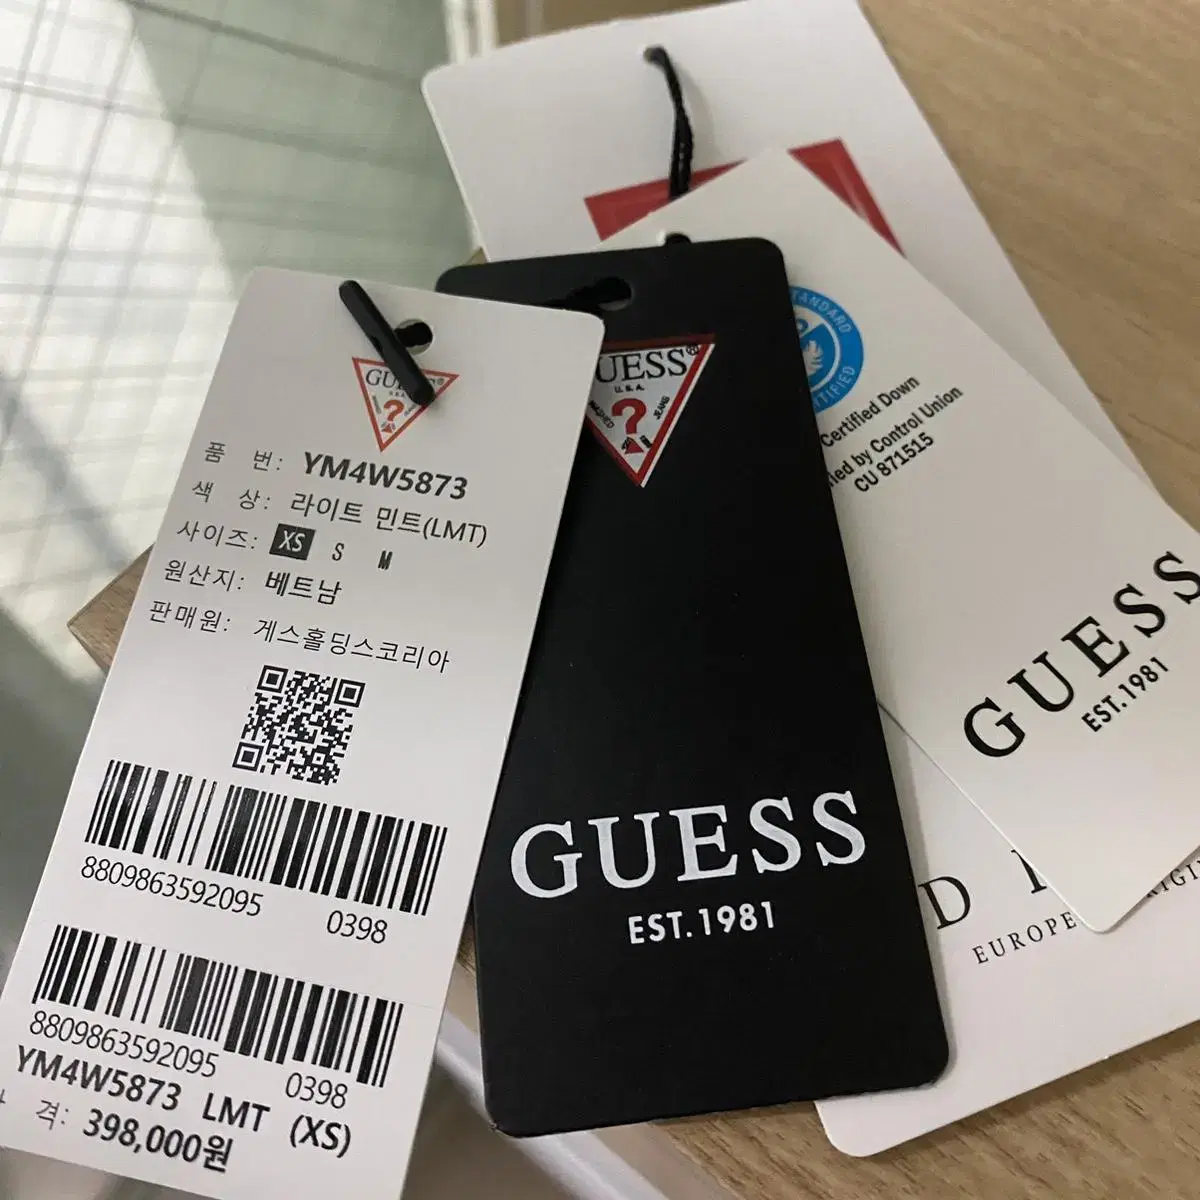 품 번: YM4W5873
색 상: 라이트 민트(LMT)
사이즈: XS S M
원산지: 베트남
판매원: 게스홀딩스코리아
8809863592095 0398
8809863592095 0398
YM4W5873 LMT (XS)
격: 398,000원
UESS®
U.S.A.
WASHED ? JEANS
GUESS
EST.1981
STANDARD
Certified Down
by Control Union
CU 871515
GUESS
EST.1981
D
EUROPE